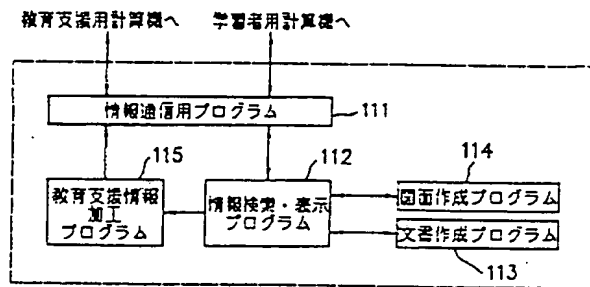 教育支援用計算機へ
学習者用計算機へ
情報通信用プログラム
111
115
112
114
教育支援情報
加工
プログラム
情報検索・表示
プログラム
図面作成プログラム
文書作成プログラム
113